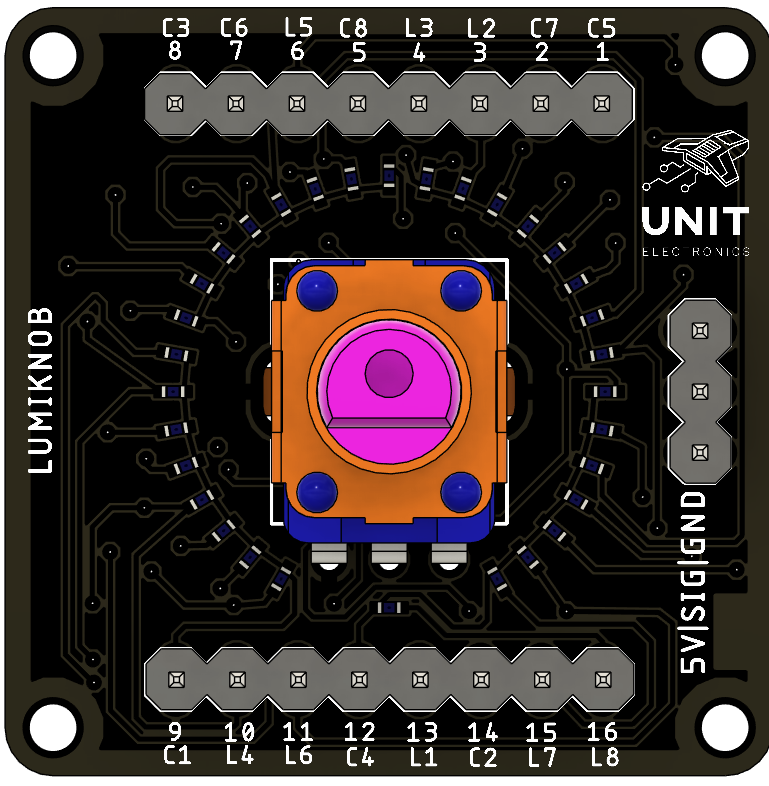 C3 C6 L5 C8 L3 L2 C7 C5
8 7 6 5 4 3 2 1
UNIT
ELECTRONICS
LUMIKNOB
5V|SIG|GND
9 10 11 12 13 14 15 16
C1 L4 L6 C4 L1 C2 L7 L8